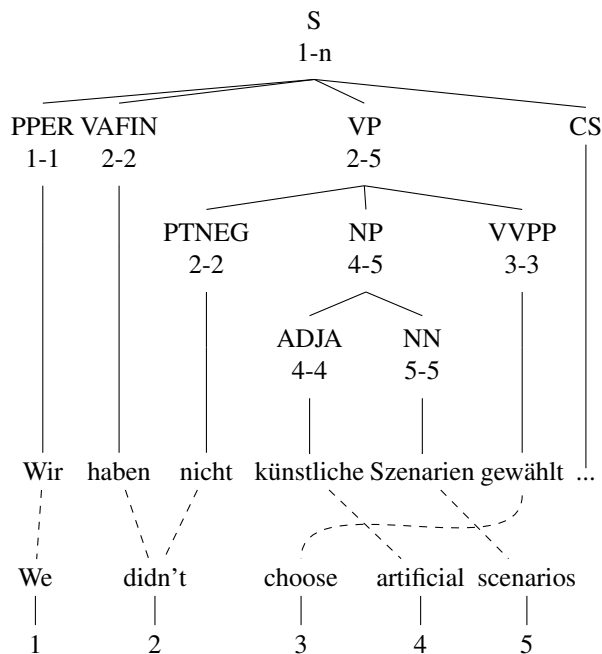 S
1-n
PPER VAFIN VP CS
1-1 2-2 2-5
PTNEG NP VVPP
2-2 4-5 3-3
ADJA NN
4-4 5-5
Wir haben nicht künstliche Szenarien gewählt ...
We didn't choose artificial scenarios
1 2 3 4 5